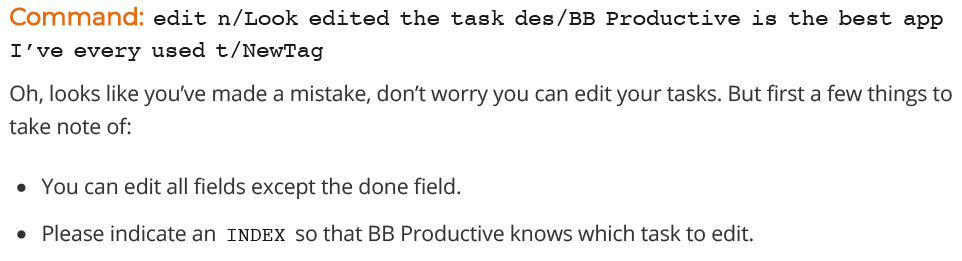 Command: edit n/Look edited the task des/BB Productive is the best app
I’ve every used t/NewTag
Oh, looks like you’ve made a mistake, don’t worry you can edit your tasks. But first a few things to
take note of:
• You can edit all fields except the done field.
• Please indicate an INDEX so that BB Productive knows which task to edit.